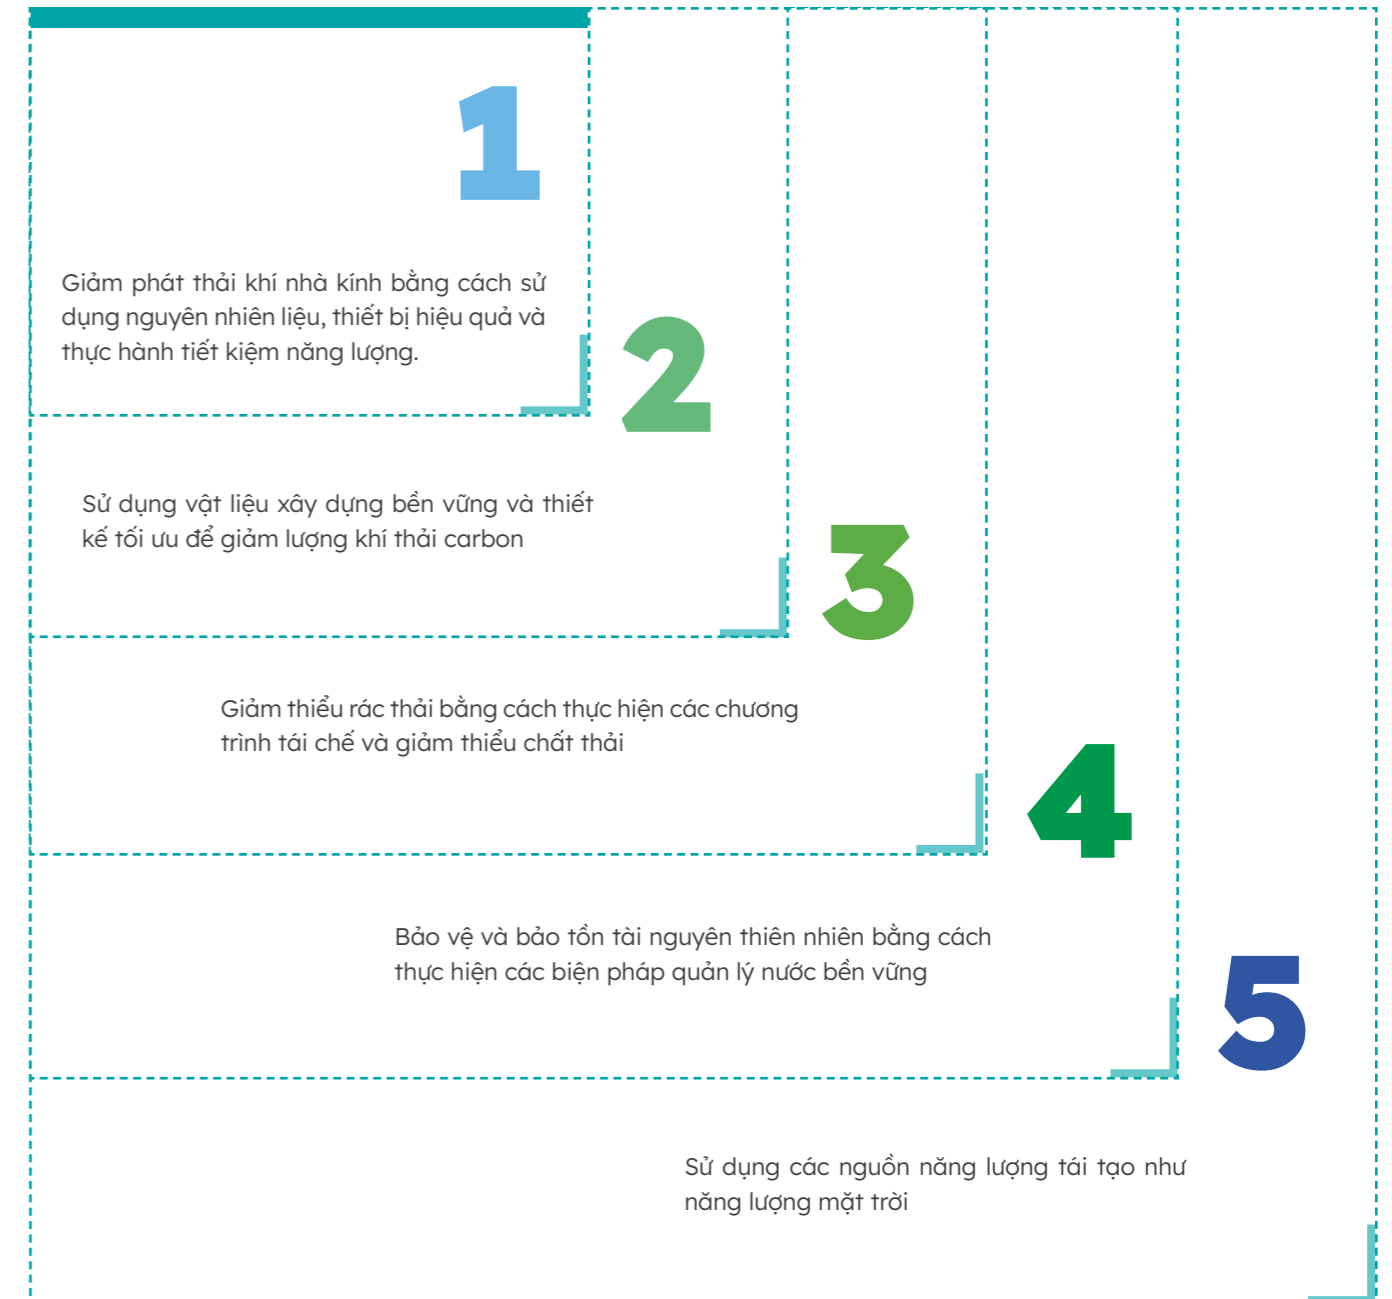 1
Giảm phát thải khí nhà kính bằng cách sử
dụng nguyên nhiên liệu, thiết bị hiệu quả và
thực hành tiết kiệm năng lượng.
2
Sử dụng vật liệu xây dựng bền vững và thiết
kế tối ưu để giảm lượng khí thải carbon
3
Giảm thiểu rác thải bằng cách thực hiện các chương
trình tái chế và giảm thiểu chất thải
4
Bảo vệ và bảo tồn tài nguyên thiên nhiên bằng cách
thực hiện các biện pháp quản lý nước bền vững
5
Sử dụng các nguồn năng lượng tái tạo như
năng lượng mặt trời